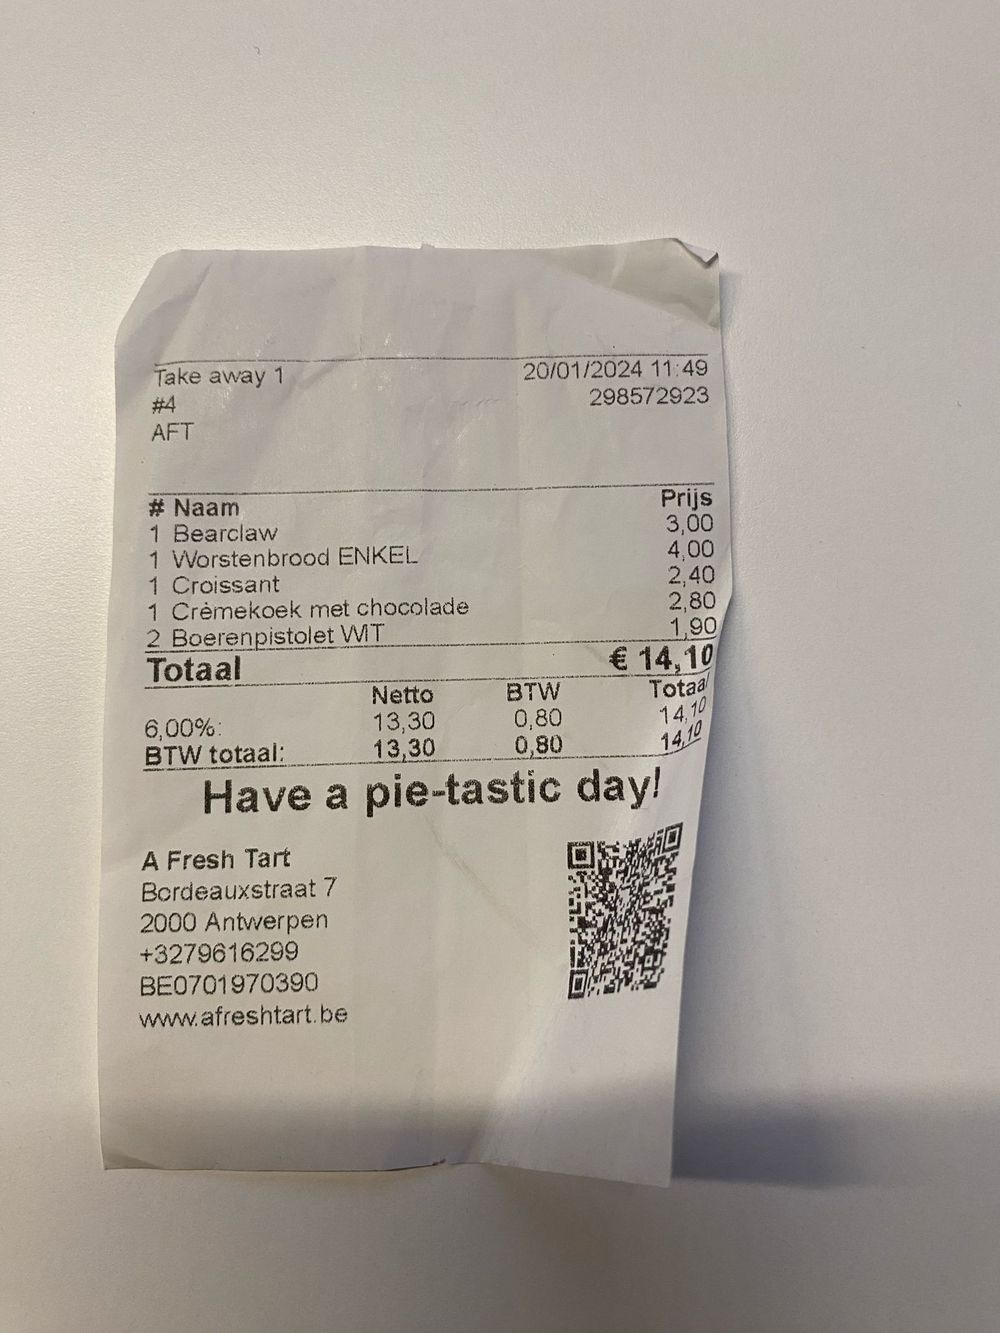 Take away 1 20/01/2024 11:49
#4 298572923
AFT
# Naam Prijs
1 Bearclaw 3,00
1 Worstenbrood ENKEL 4,00
1 Croissant 2,40
1 Crèmekoek met chocolade 2,80
2 Boerenpistolet WIT 1,90
Totaal € 14,10
Netto BTW Totaal
6,00%: 13,30 0,80 14,10
BTW totaal: 13,30 0,80 14,10
Have a pie-tastic day!
A Fresh Tart
Bordeauxstraat 7
2000 Antwerpen
+3279616299
BE0701970390
www.afreshtart.be